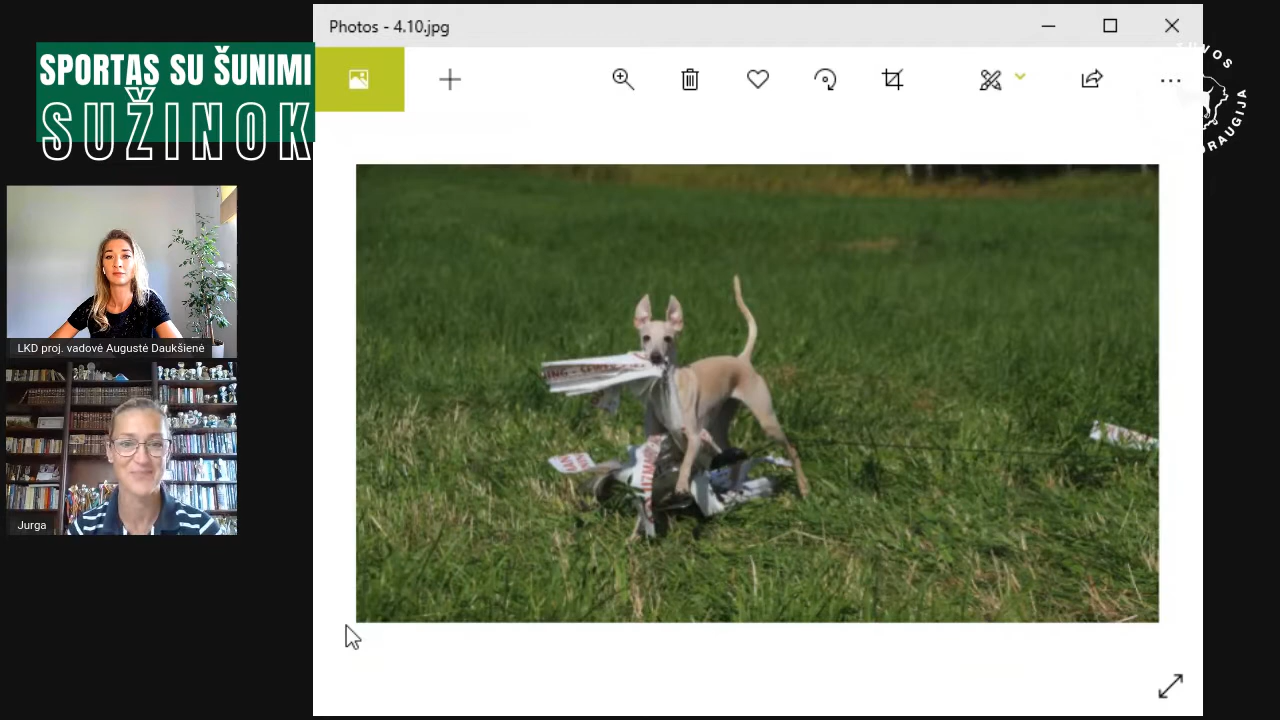 Photos - 4.10.jpg
SPORTAS SU ŠUNIMI
SUŽINOK
LKD proj. vadovė Augustė Daukšienė
Jurga